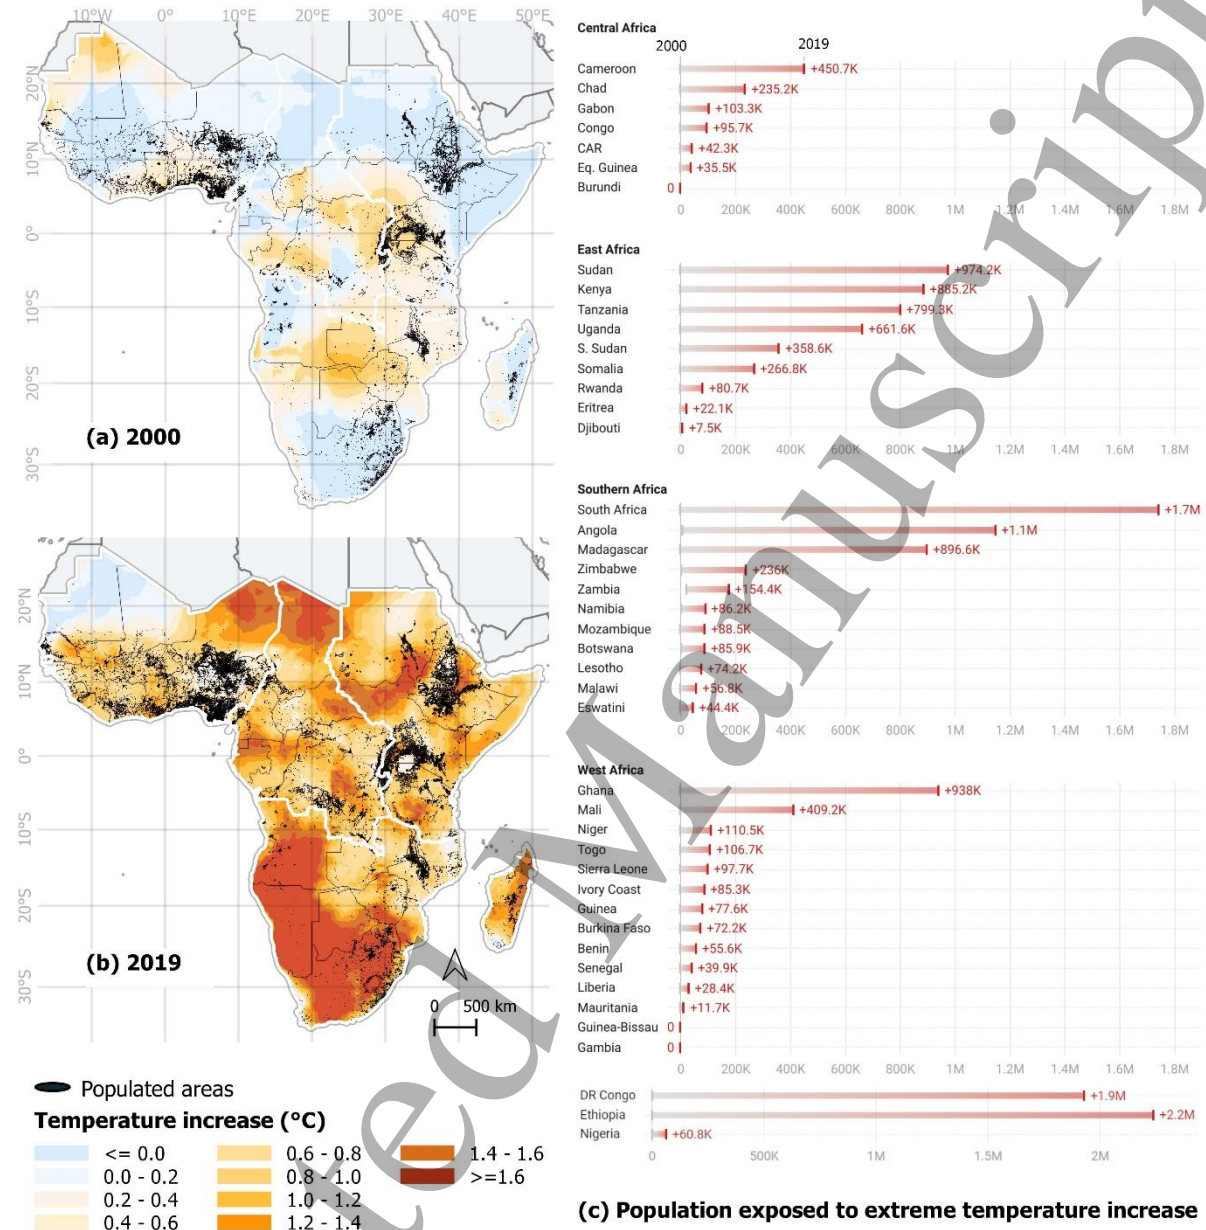 10°W 0° 10°E 20°E 30°E 40°E 50°E
20°N
10°N
0°
10°S
20°S
30°S
(a) 2000
20°N
10°N
0°
10°S
20°S
30°S
(b) 2019
0 500 km
Populated areas
Temperature increase (°C)
<= 0.0
0.0 - 0.2
0.2 - 0.4
0.4 - 0.6
0.6 - 0.8
0.8 - 1.0
1.0 - 1.2
1.2 - 1.4
1.4 - 1.6
>=1.6
Central Africa
2000 2019
Cameroon +450.7K
Chad +235.2K
Gabon +103.3K
Congo +95.7K
CAR +42.3K
Eq. Guinea +35.5K
Burundi 0
0 200K 400K 600K 800K 1M 1.2M 1.4M 1.6M 1.8M
East Africa
Sudan +974.2K
Kenya +885.2K
Tanzania +799.3K
Uganda +661.6K
S. Sudan +358.6K
Somalia +266.8K
Rwanda +80.7K
Eritrea +22.1K
Djibouti +7.5K
0 200K 400K 600K 800K 1M 1.2M 1.4M 1.6M 1.8M
Southern Africa
South Africa +1.7M
Angola +1.1M
Madagascar +896.6K
Zimbabwe +236K
Zambia +154.4K
Namibia +86.2K
Mozambique +88.5K
Botswana +85.9K
Lesotho +74.2K
Malawi +56.8K
Eswatini +44.4K
0 200K 400K 600K 800K 1M 1.2M 1.4M 1.6M 1.8M
West Africa
Ghana +938K
Mali +409.2K
Niger +110.5K
Togo +106.7K
Sierra Leone +97.7K
Ivory Coast +85.3K
Guinea +77.6K
Burkina Faso +72.2K
Benin +55.6K
Senegal +39.9K
Liberia +28.4K
Mauritania +11.7K
Guinea-Bissau 0
Gambia 0
0 200K 400K 600K 800K 1M 1.2M 1.4M 1.6M 1.8M
DR Congo +1.9M
Ethiopia +2.2M
Nigeria +60.8K
0 500K 1M 1.5M 2M
(c) Population exposed to extreme temperature increase
ted Manuscrip